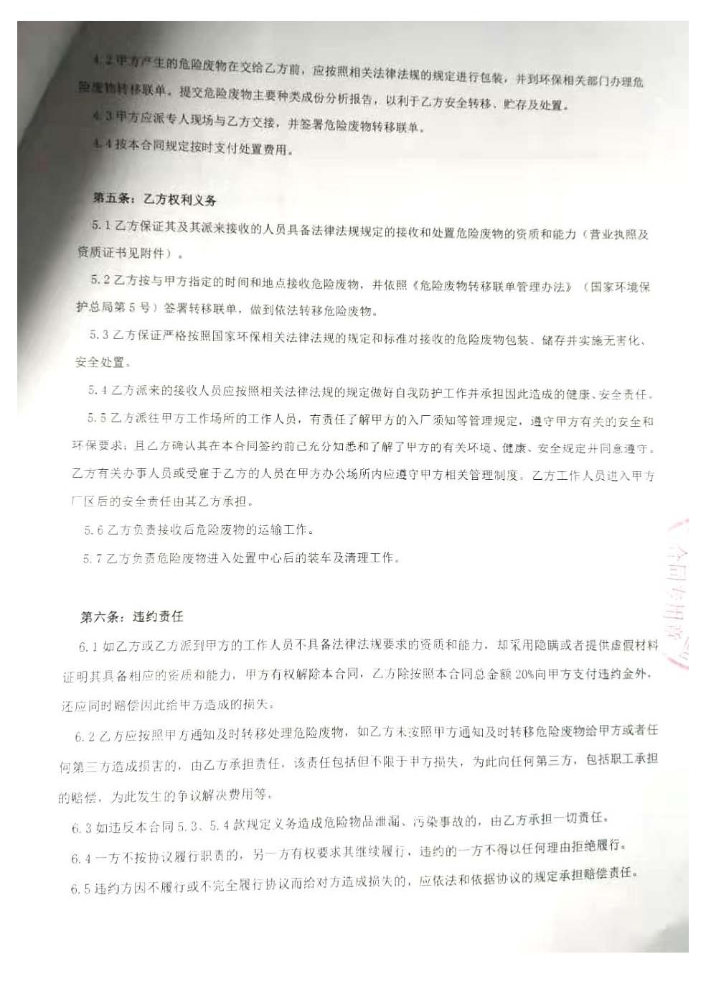 4.2 甲方产生的危险废物在交给乙方前，应按照相关法律法规的规定进行包装，并到环保相关部门办理危
险废物转移联单。提交危险废物主要种类成份分析报告，以利于乙方安全转移、贮存及处置。
4.3 甲方应派专人现场与乙方交接，并签署危险废物转移联单。
4.4 按本合同规定按时支付处置费用。
第五条：乙方权利义务
5.1 乙方保证其及其派来接收的人员具备法律法规规定的接收和处置危险废物的资质和能力（营业执照及
资质证书见附件）。
5.2 乙方按与甲方指定的时间和地点接收危险废物，并依照《危险废物转移联单管理办法》（国家环境保
护总局第 5 号）签署转移联单，做到依法转移危险废物。
5.3 乙方保证严格按照国家环保相关法律法规的规定和标准对接收的危险废物包装、储存并实施无害化、
安全处置。
5.4 乙方派来的接收人员应按照相关法律法规的规定做好自我防护工作并承担因此造成的健康、安全责任。
5.5 乙方派往甲方工作场所的工作人员，有责任了解甲方的入厂须知等管理规定，遵守甲方有关的安全和
环保要求；且乙方确认其在本合同签约前已充分知悉和了解了甲方的有关环境、健康、安全规定并同意遵守。
乙方有关办事人员或受雇于乙方的人员在甲方办公场所内应遵守甲方相关管理制度。乙方工作人员进入甲方
厂区后的安全责任由其乙方承担。
5.6 乙方负责接收后危险废物的运输工作。
5.7 乙方负责危险废物进入处置中心后的装车及清理工作。
第六条：违约责任
6.1 如乙方或乙方派到甲方的工作人员不具备法律法规要求的资质和能力，却采用隐瞒或者提供虚假材料
证明其具备相应的资质和能力，甲方有权解除本合同，乙方除按照本合同总金额 20%向甲方支付违约金外，
还应同时赔偿因此给甲方造成的损失。
6.2 乙方应按照甲方通知及时转移处理危险废物，如乙方未按照甲方通知及时转移危险废物给甲方或者任
何第三方造成损害的，由乙方承担责任，该责任包括但不限于甲方损失，为此向任何第三方，包括职工承担
的赔偿，为此发生的争议解决费用等。
6.3 如违反本合同 5.3、5.4 款规定义务造成危险物品泄漏、污染事故的，由乙方承担一切责任。
6.4 一方不按协议履行职责的，另一方有权要求其继续履行，违约的一方不得以任何理由拒绝履行。
6.5 违约方因不履行或不完全履行协议而给对方造成损失的，应依法和依据协议的规定承担赔偿责任。
合同专用章